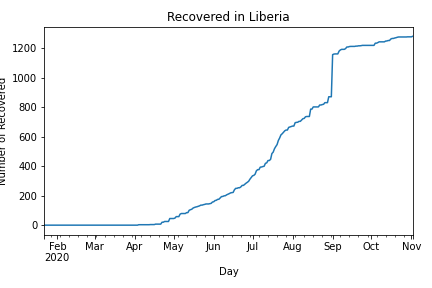 Recovered in Liberia
Number of Recovered
1200
1000
800
600
400
200
0
Feb Mar Apr May Jun Jul Aug Sep Oct Nov
2020
Day